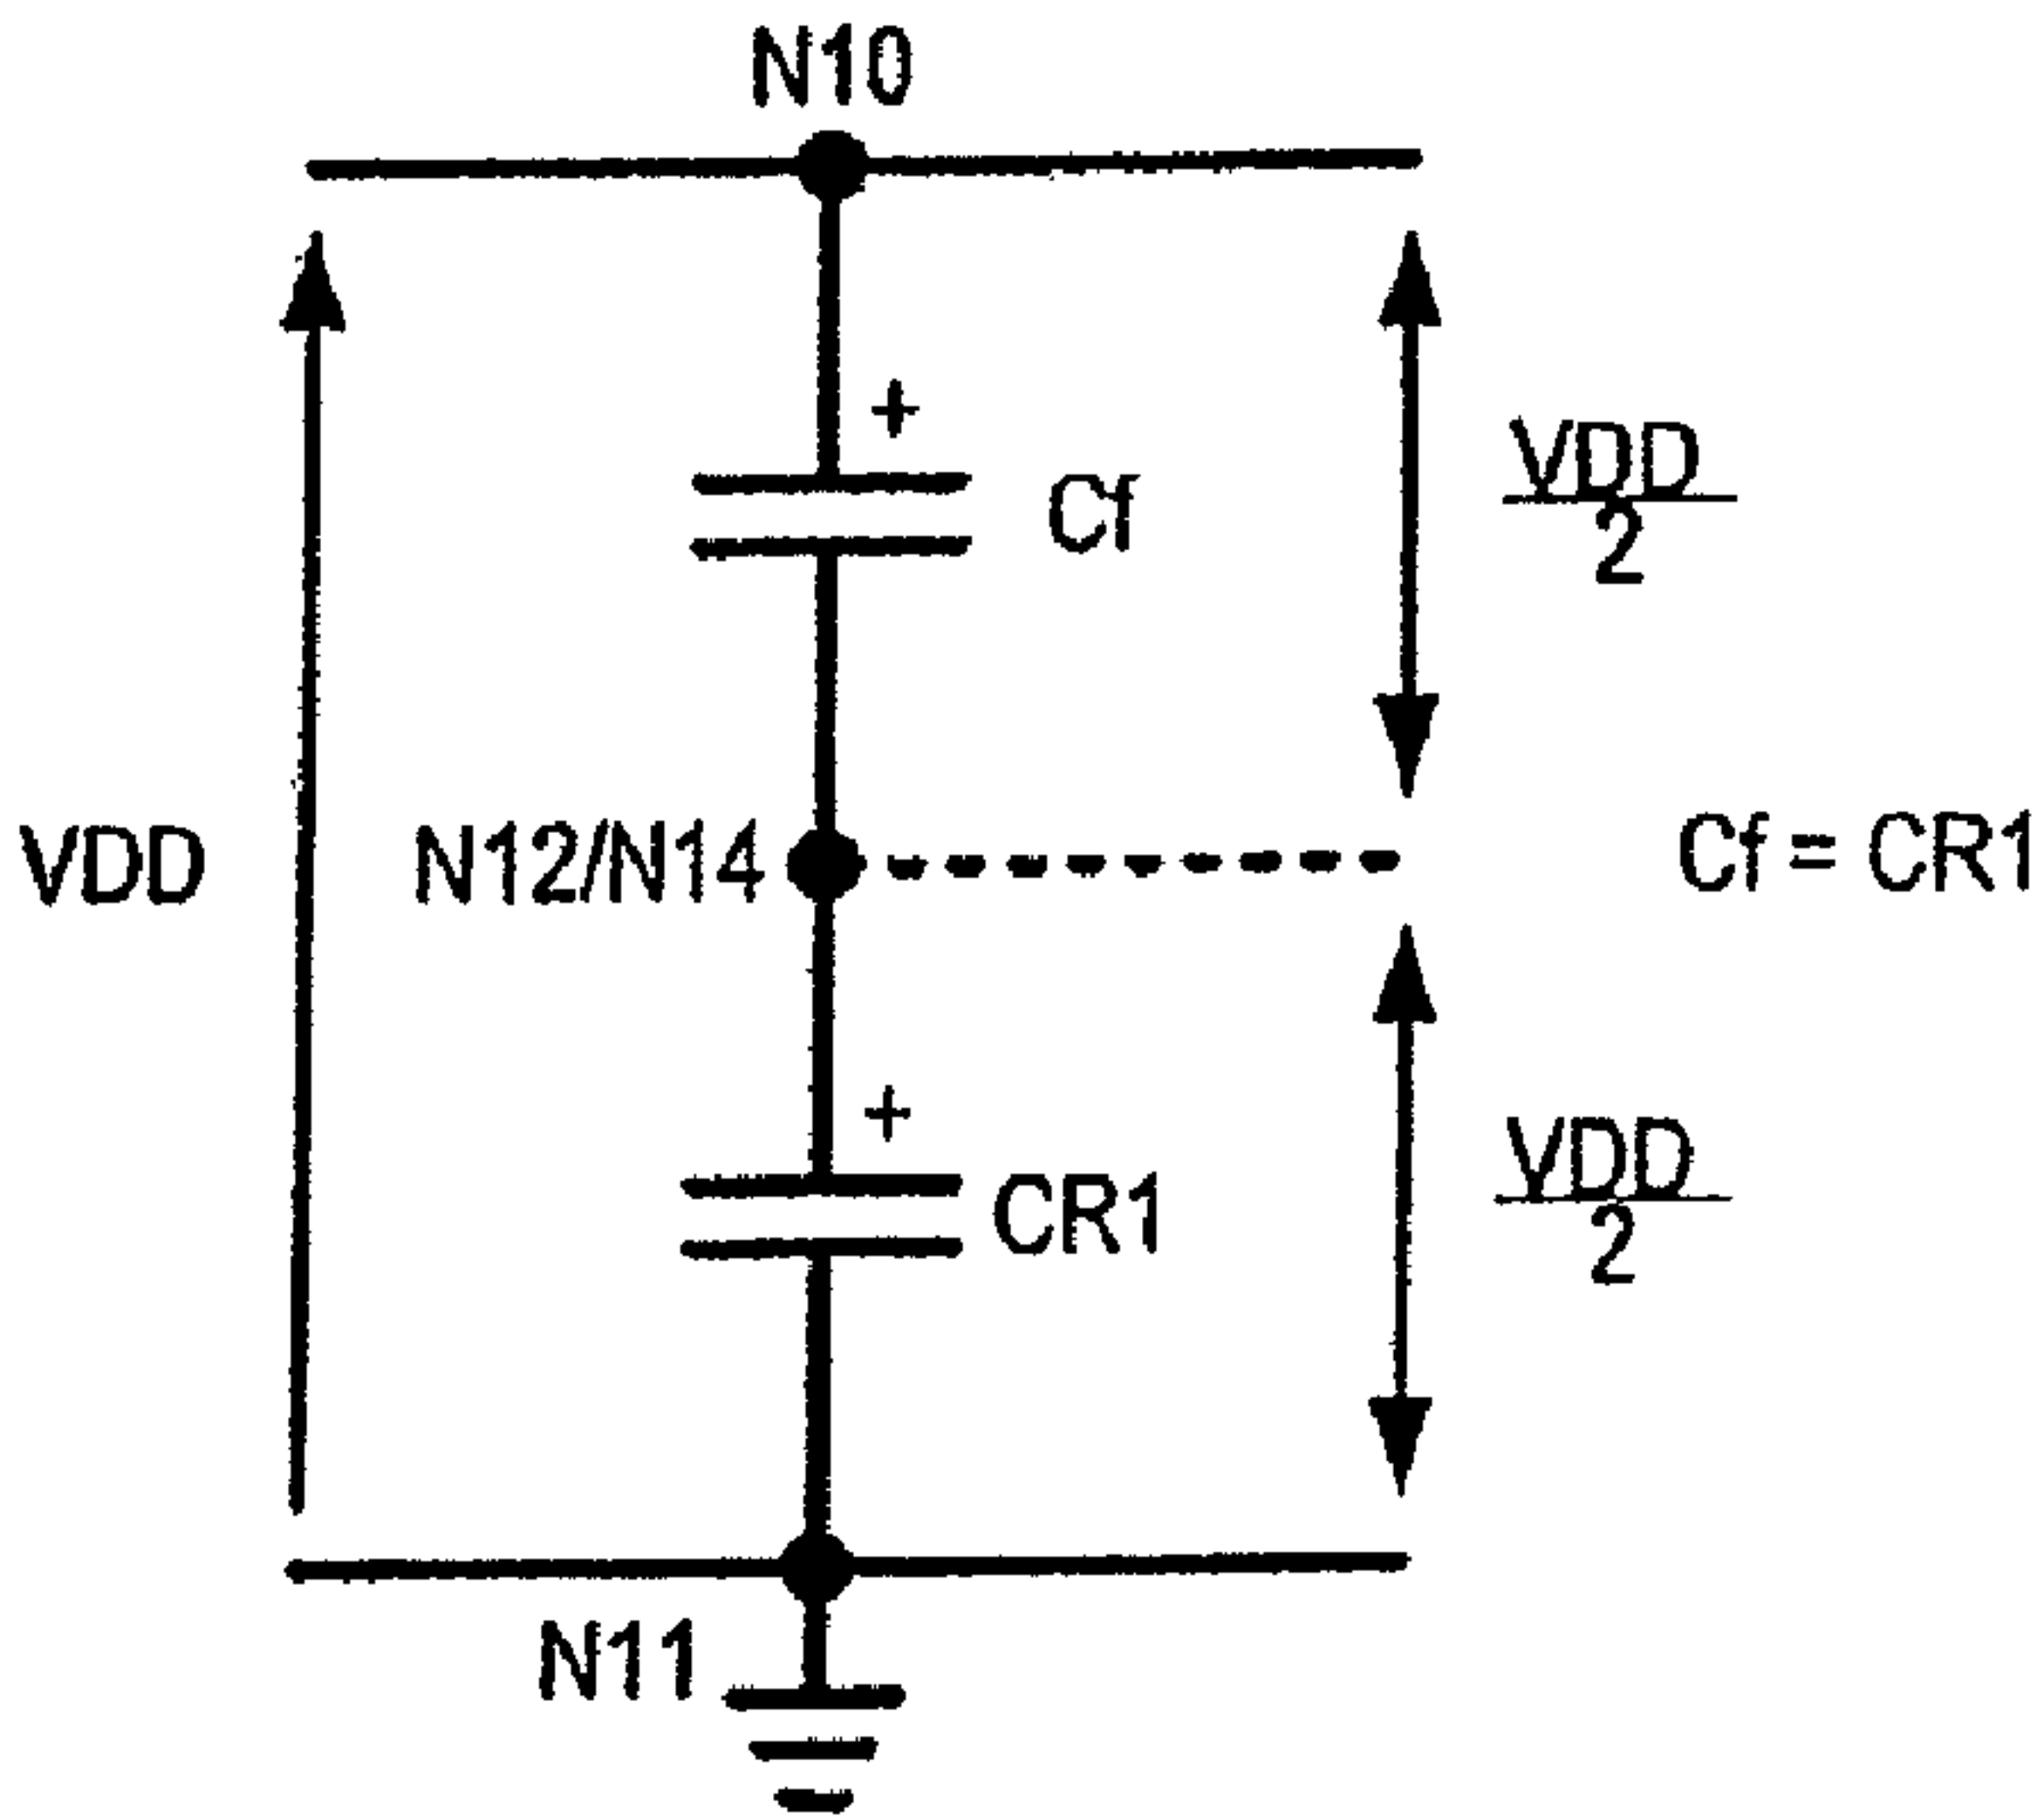 N10
+
Cf
VDD
2
VDD
N12/N14
Cf = CR1
+
CR1
VDD
2
N11